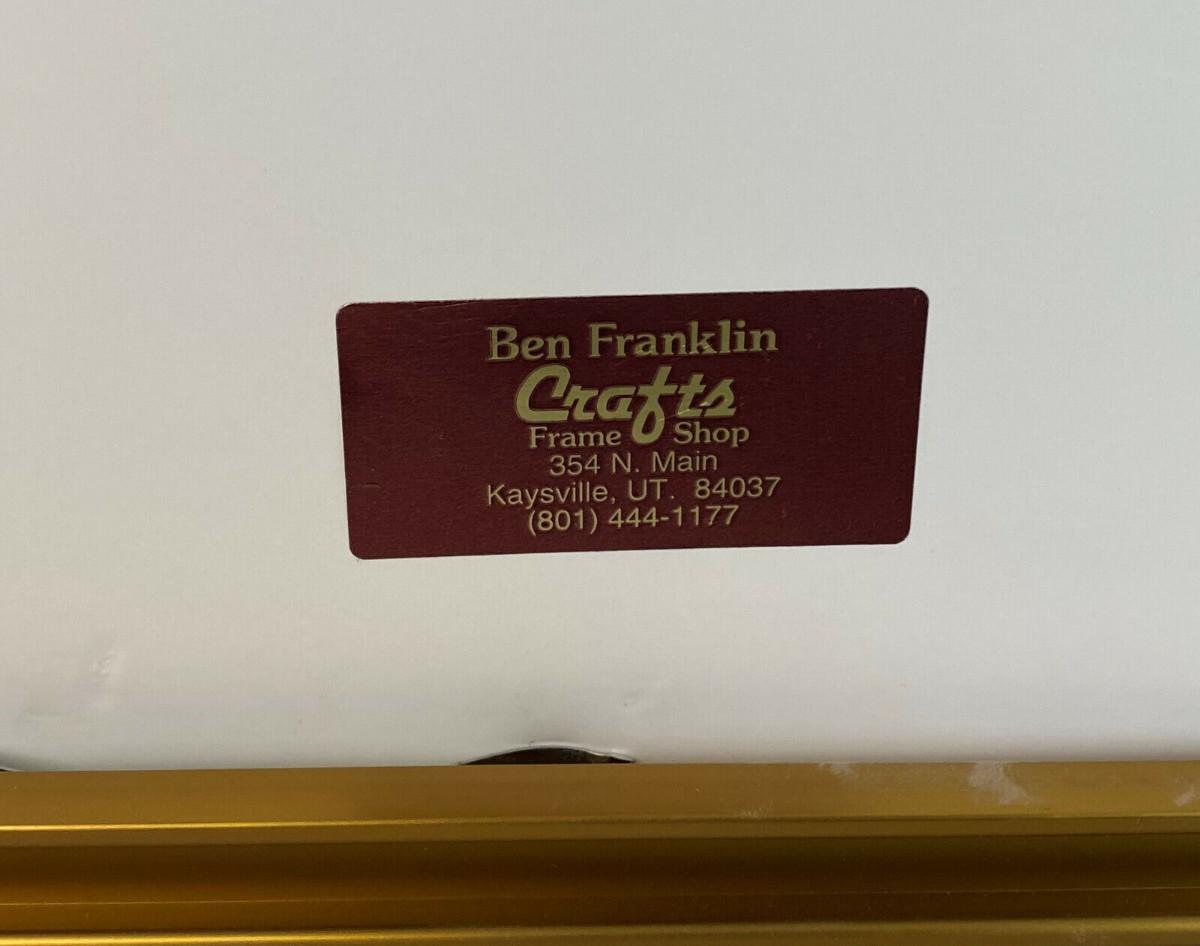 Ben Franklin
Crafts
Frame Shop
354 N. Main
Kaysville, UT. 84037
(801) 444-1177